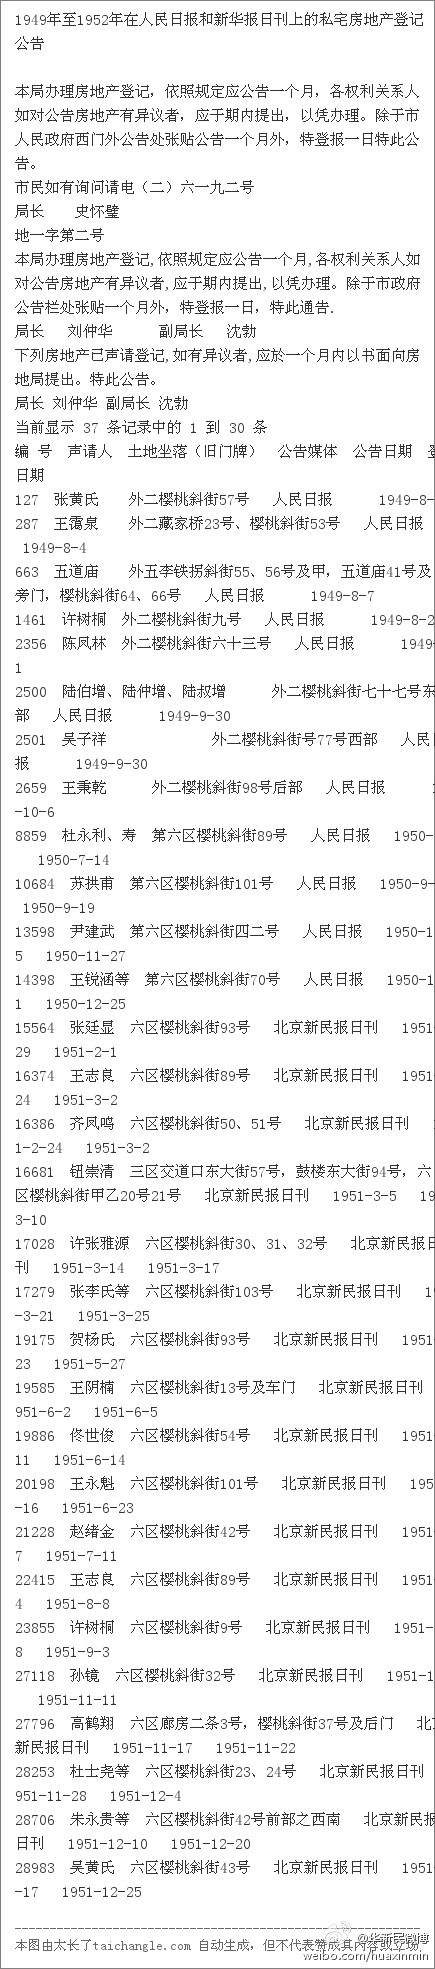 1949年至1952年在人民日报和新华报日刊上的私宅房地产登记
公告
本局办理房地产登记，依照规定应公告一个月，各权利关系人
如对公告房地产有异议者，应于期内提出，以凭办理。除于市
人民政府西门外公告处张贴公告一个月外，特登报一日特此公
告。
市民如有询问请电（二）六一九二号
局长 史怀璧
地一字第二号
本局办理房地产登记,依照规定应公告一个月,各权利关系人如
对公告房地产有异议者,应于期内提出,以凭办理。除于市政府
公告栏处张贴一个月外，特登报一日，特此通告.
局长 刘仲华 副局长 沈勃
下列房地产已声请登记,如有异议者,应於一个月内以书面向房
地局提出。特此公告。
局长 刘仲华 副局长 沈勃
当前显示 37 条记录中的 1 到 30 条
编 号 声请人 土地坐落（旧门牌） 公告媒体 公告日期
日期
127 张黄氏 外二樱桃斜街57号 人民日报 1949-8-
287 王霭泉 外二藏家桥23号、樱桃斜街53号 人民日报
1949-8-4
663 五道庙 外五李铁拐斜街55、56号及甲，五道庙41号及
旁门，樱桃斜街64、66号 人民日报 1949-8-7
1461 许树桐 外二樱桃斜街九号 人民日报 1949-8-2
2356 陈凤林 外二樱桃斜街六十三号 人民日报 1949-
1
2500 陆伯增、陆仲增、陆叔增 外二樱桃斜街七十七号东
部 人民日报 1949-9-30
2501 吴子祥 外二樱桃斜街号77号西部 人民日
报 1949-9-30
2659 王秉乾 外二樱桃斜街98号后部 人民日报
-10-6
8859 杜永利、寿 第六区樱桃斜街89号 人民日报 1950-
1950-7-14
10684 苏拱甫 第六区樱桃斜街101号 人民日报 1950-9-
1950-9-19
13598 尹建武 第六区樱桃斜街四二号 人民日报 1950-1
5 1950-11-27
14398 王锐涵等 第六区樱桃斜街70号 人民日报 1950-1
1 1950-12-25
15564 张廷显 六区樱桃斜街93号 北京新民报日刊 1951-
29 1951-2-1
16374 王志良 六区樱桃斜街89号 北京新民报日刊 1951-
24 1951-3-2
16386 齐凤鸣 六区樱桃斜街50、51号 北京新民报日刊
1-2-24 1951-3-2
16681 钮崇清 三区交道口东大街57号，鼓楼东大街94号，六
区樱桃斜街甲乙20号21号 北京新民报日刊 1951-3-5 19
3-10
17028 许张雅源 六区樱桃斜街30、31、32号 北京新民报日
刊 1951-3-14 1951-3-17
17279 张李氏等 六区樱桃斜街103号 北京新民报日刊
-3-21 1951-3-25
19175 贺杨氏 六区樱桃斜街93号 北京新民报日刊 1951-
23 1951-5-27
19585 王阴楠 六区樱桃斜街13号及车门 北京新民报日刊
951-6-2 1951-6-5
19886 佟世俊 六区樱桃斜街54号 北京新民报日刊 1951-
11 1951-6-14
20198 王永魁 六区樱桃斜街101号 北京新民报日刊 195
-16 1951-6-23
21228 赵绪金 六区樱桃斜街42号 北京新民报日刊 1951-
7 1951-7-11
22415 王志良 六区樱桃斜街89号 北京新民报日刊 1951-
4 1951-8-8
23855 许树桐 六区樱桃斜街9号 北京新民报日刊 1951-
8 1951-9-3
27118 孙镜 六区樱桃斜街32号 北京新民报日刊 1951-1
1951-11-11
27796 高鹤翔 六区廊房二条3号，樱桃斜街37号及后门 北京
新民报日刊 1951-11-17 1951-11-22
28253 杜士尧等 六区樱桃斜街23、24号 北京新民报日刊
951-11-28 1951-12-4
28706 朱永贵等 六区樱桃斜街42号前部之西南 北京新民报
日刊 1951-12-10 1951-12-20
28983 吴黄氏 六区樱桃斜街43号 北京新民报日刊 1951
-17 1951-12-25
本图由太长了taichangle.com 自动生成，但不代表赞成其内容或立场.
@华新民微博
weibo.com/huaxinmin